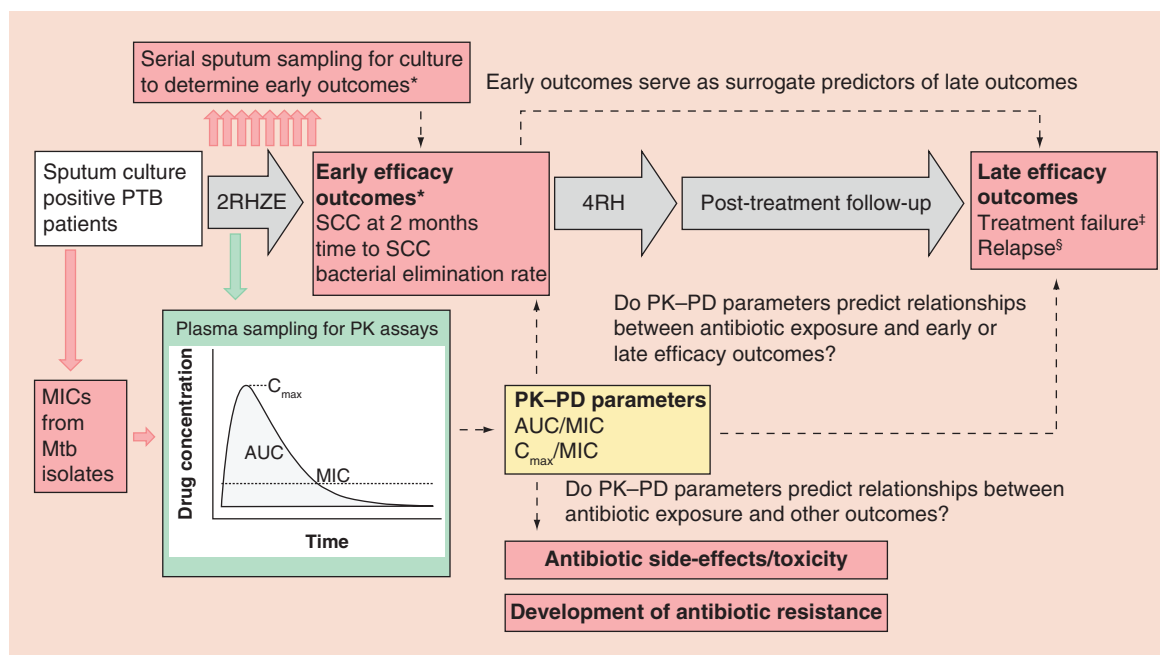 Serial sputum sampling for culture
to determine early outcomes*
Early outcomes serve as surrogate predictors of late outcomes
Sputum culture
positive PTB
patients
2RHZE
Early efficacy
outcomes*
SCC at 2 months
time to SCC
bacterial elimination rate
4RH
Post-treatment follow-up
Late efficacy
outcomes
Treatment failure‡
Relapse§
Plasma sampling for PK assays
Drug concentration
Cmax
AUC
MIC
Time
MICs
from
Mtb
isolates
Do PK–PD parameters predict relationships
between antibiotic exposure and early or
late efficacy outcomes?
PK–PD parameters
AUC/MIC
Cmax/MIC
Do PK–PD parameters predict relationships between
antibiotic exposure and other outcomes?
Antibiotic side-effects/toxicity
Development of antibiotic resistance